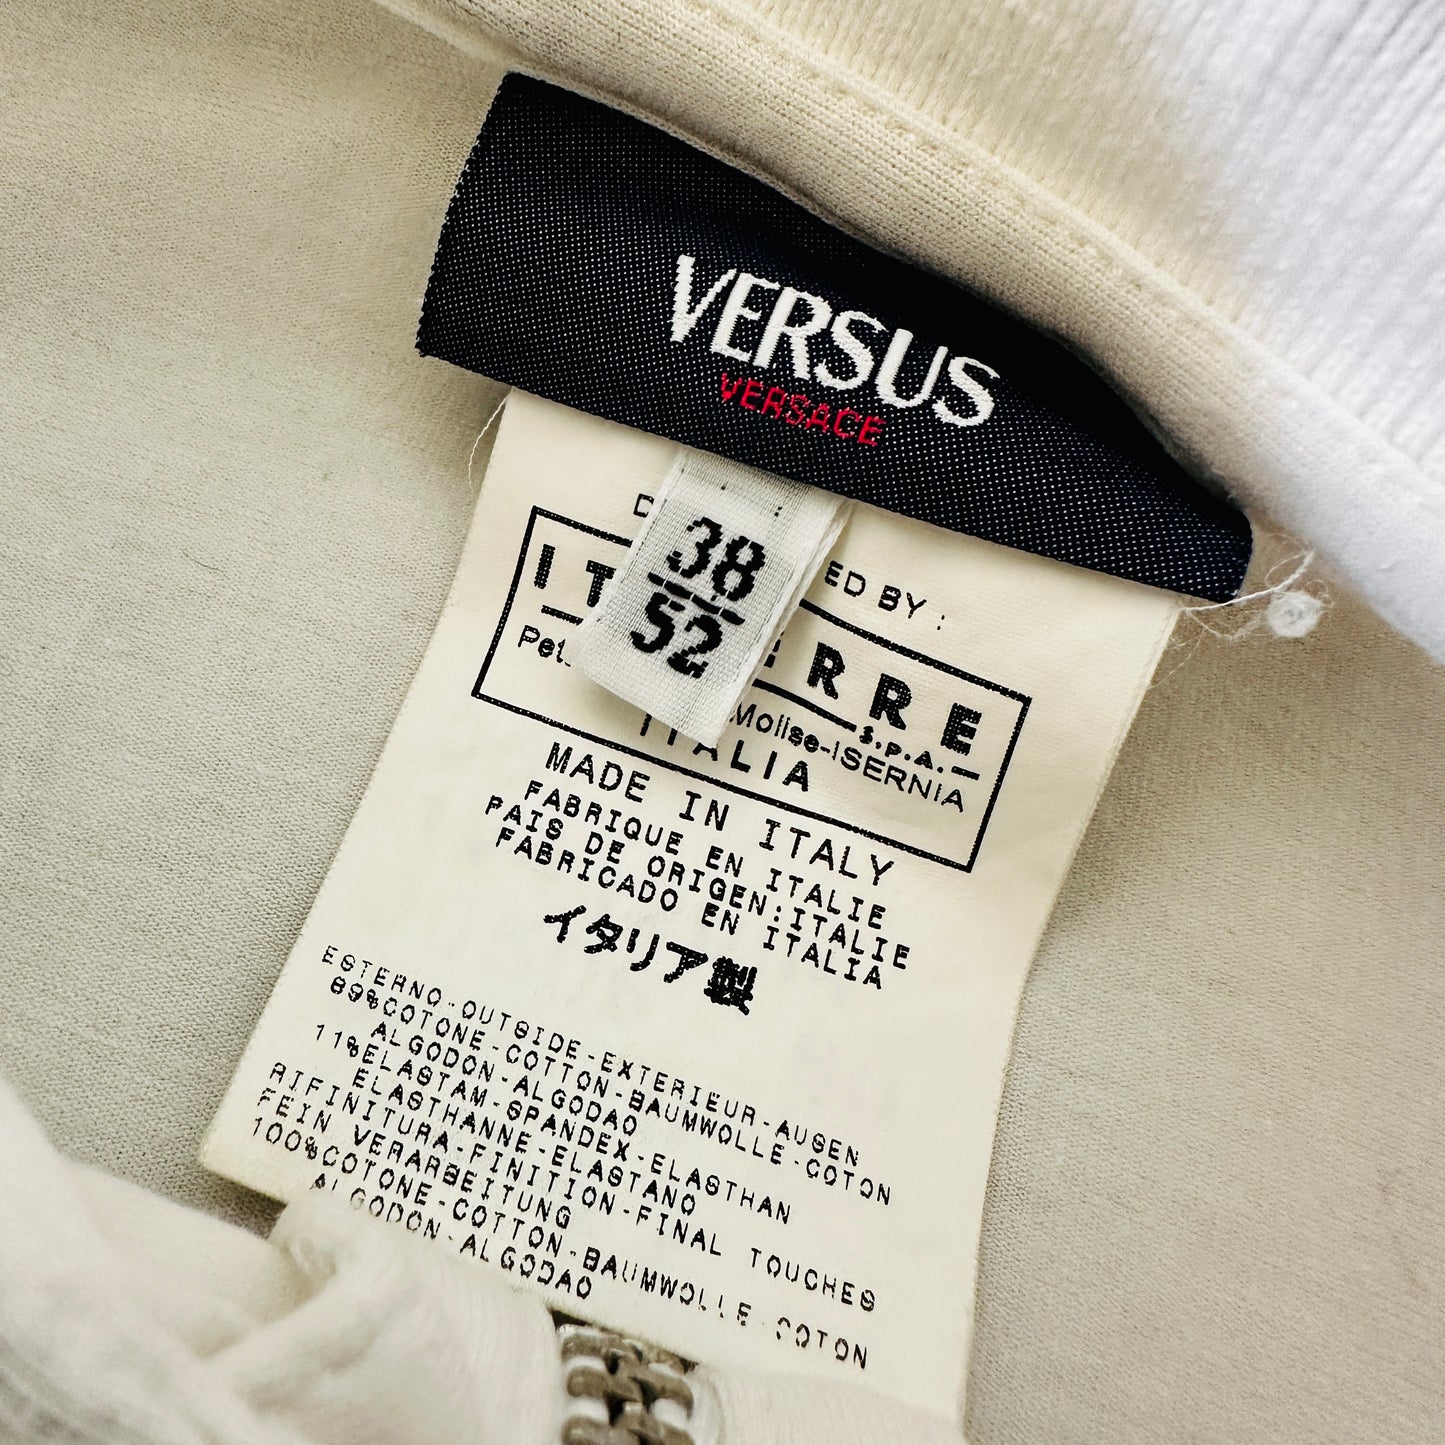 VERSUS
VERSACE
38
52
ED BY :
S.P.A.
Molise-ISERNIA
ITALIA
MADE IN ITALY
FABRIQUE EN ITALIE
PAIS DE ORIGEN:ITALIE
FABRICADO EN ITALIA
イタリア製
ESTERNO-OUTSIDE-EXTERIEUR-AUSEN
89%COTONE-COTTON-BAUMWOLLE-COTON
ALGODON-ALGODAO
11%ELASTAM-SPANDEX-ELASTHAN
ELASTHANNE-ELASTANO
RIFINITURA-FINITION-FINAL TOUCHES
FEIN VERARBEITUNG
100%COTONE-COTTON-BAUMWOLLE-COTON
ALGODON-ALGODAO